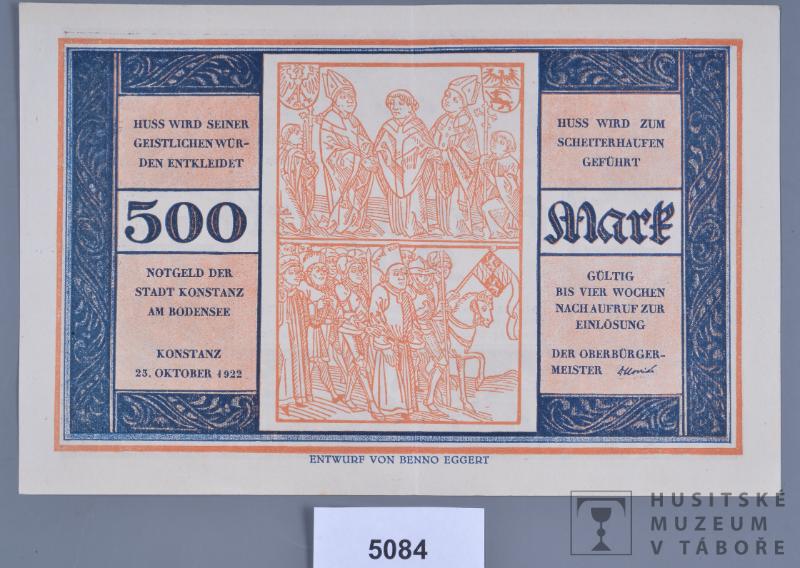 HUSS WIRD SEINER
GEISTLICHEN WÜR-
DEN ENTKLEIDET
500
NOTGELD DER
STADT KONSTANZ
AM BODENSEE
KONSTANZ
23. OKTOBER 1922
HUSS WIRD ZUM
SCHEITERHAUFEN
GEFÜHRT
Mark
GÜLTIG
BIS VIER WOCHEN
NACH AUFRUF ZUR
EINLÖSUNG
DER OBERBÜRGER-
MEISTER
ENTWURF VON BENNO EGGERT
5084
HUSITSKÉ
MUZEUM
V TÁBOŘE